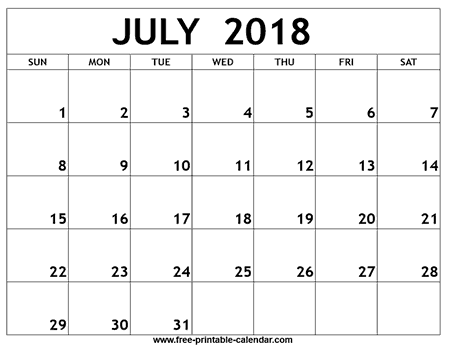 JULY 2018
SUN MON TUE WED THU FRI SAT
1 2 3 4 5 6 7
8 9 10 11 12 13 14
15 16 17 18 19 20 21
22 23 24 25 26 27 28
29 30 31
www.free-printable-calendar.com